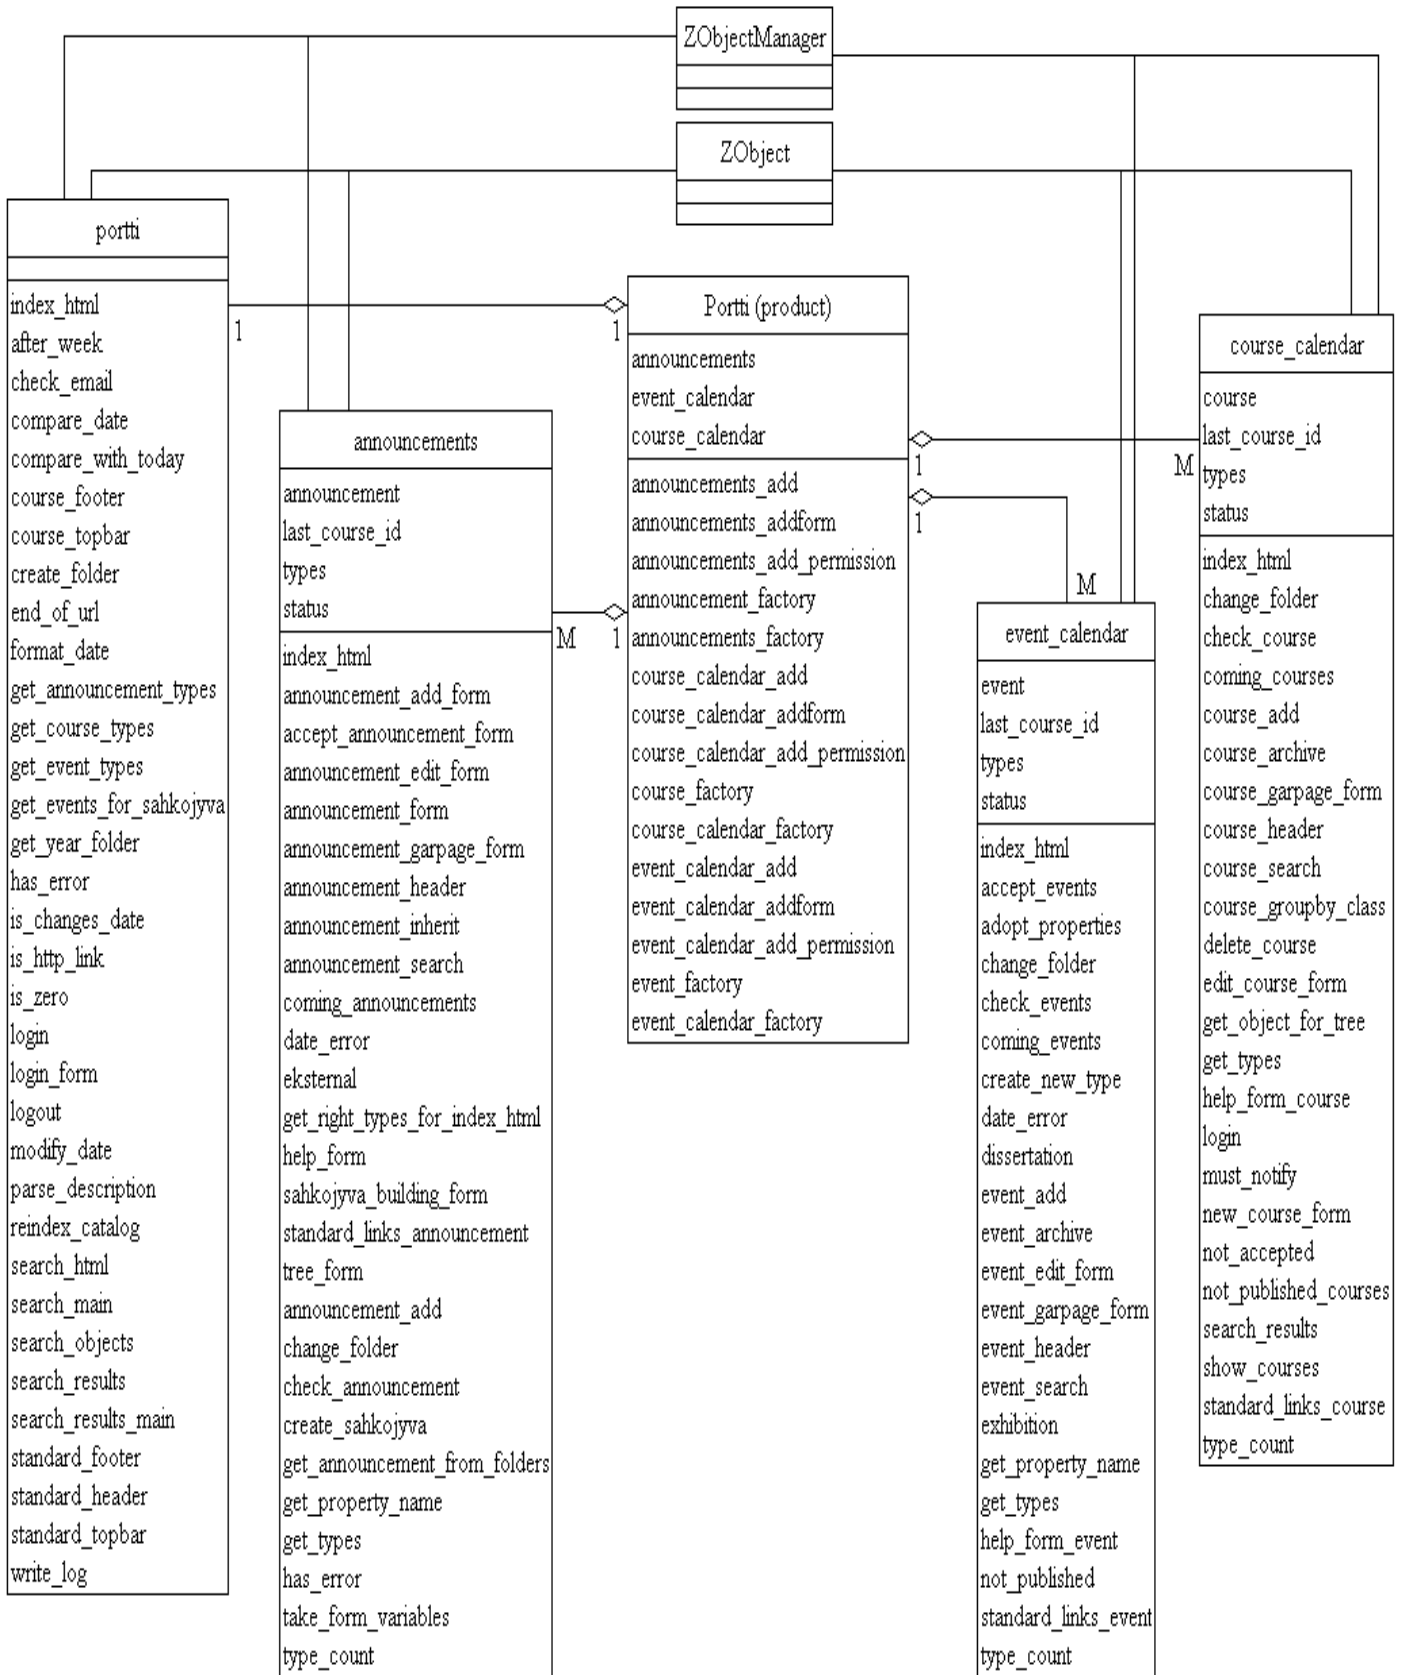 ZObjectManager
ZObject
portti
index_html
after_week
check_email
compare_date
compare_with_today
course_footer
course_topbar
create_folder
end_of_url
format_date
get_announcement_types
get_course_types
get_event_types
get_events_for_sahkojyva
get_year_folder
has_error
is_changes_date
is_http_link
is_zero
login
login_form
logout
modify_date
parse_description
reindex_catalog
search_html
search_main
search_objects
search_results
search_results_main
standard_footer
standard_header
standard_topbar
write_log
1
1
announcements
announcement
last_course_id
types
status
index_html
announcement_add_form
accept_announcement_form
announcement_edit_form
announcement_form
announcement_garpage_form
announcement_header
announcement_inherit
announcement_search
coming_announcements
date_error
eksternal
get_right_types_for_index_html
help_form
sahkojyva_building_form
standard_links_announcement
tree_form
announcement_add
change_folder
check_announcement
create_sahkojyva
get_announcement_from_folders
get_property_name
get_types
has_error
take_form_variables
type_count
M
1
Portti (product)
announcements
event_calendar
course_calendar
announcements_add
announcements_addform
announcements_add_permission
announcement_factory
announcements_factory
course_calendar_add
course_calendar_addform
course_calendar_add_permission
course_factory
course_calendar_factory
event_calendar_add
event_calendar_addform
event_calendar_add_permission
event_factory
event_calendar_factory
1
M
1
M
event_calendar
event
last_course_id
types
status
index_html
accept_events
adopt_properties
change_folder
check_events
coming_events
create_new_type
date_error
dissertation
event_add
event_archive
event_edit_form
event_garpage_form
event_header
event_search
exhibition
get_property_name
get_types
help_form_event
not_published
standard_links_event
type_count
course_calendar
course
last_course_id
types
status
index_html
change_folder
check_course
coming_courses
course_add
course_archive
course_garpage_form
course_header
course_search
course_groupby_class
delete_course
edit_course_form
get_object_for_tree
get_types
help_form_course
login
must_notify
new_course_form
not_accepted
not_published_courses
search_results
show_courses
standard_links_course
type_count